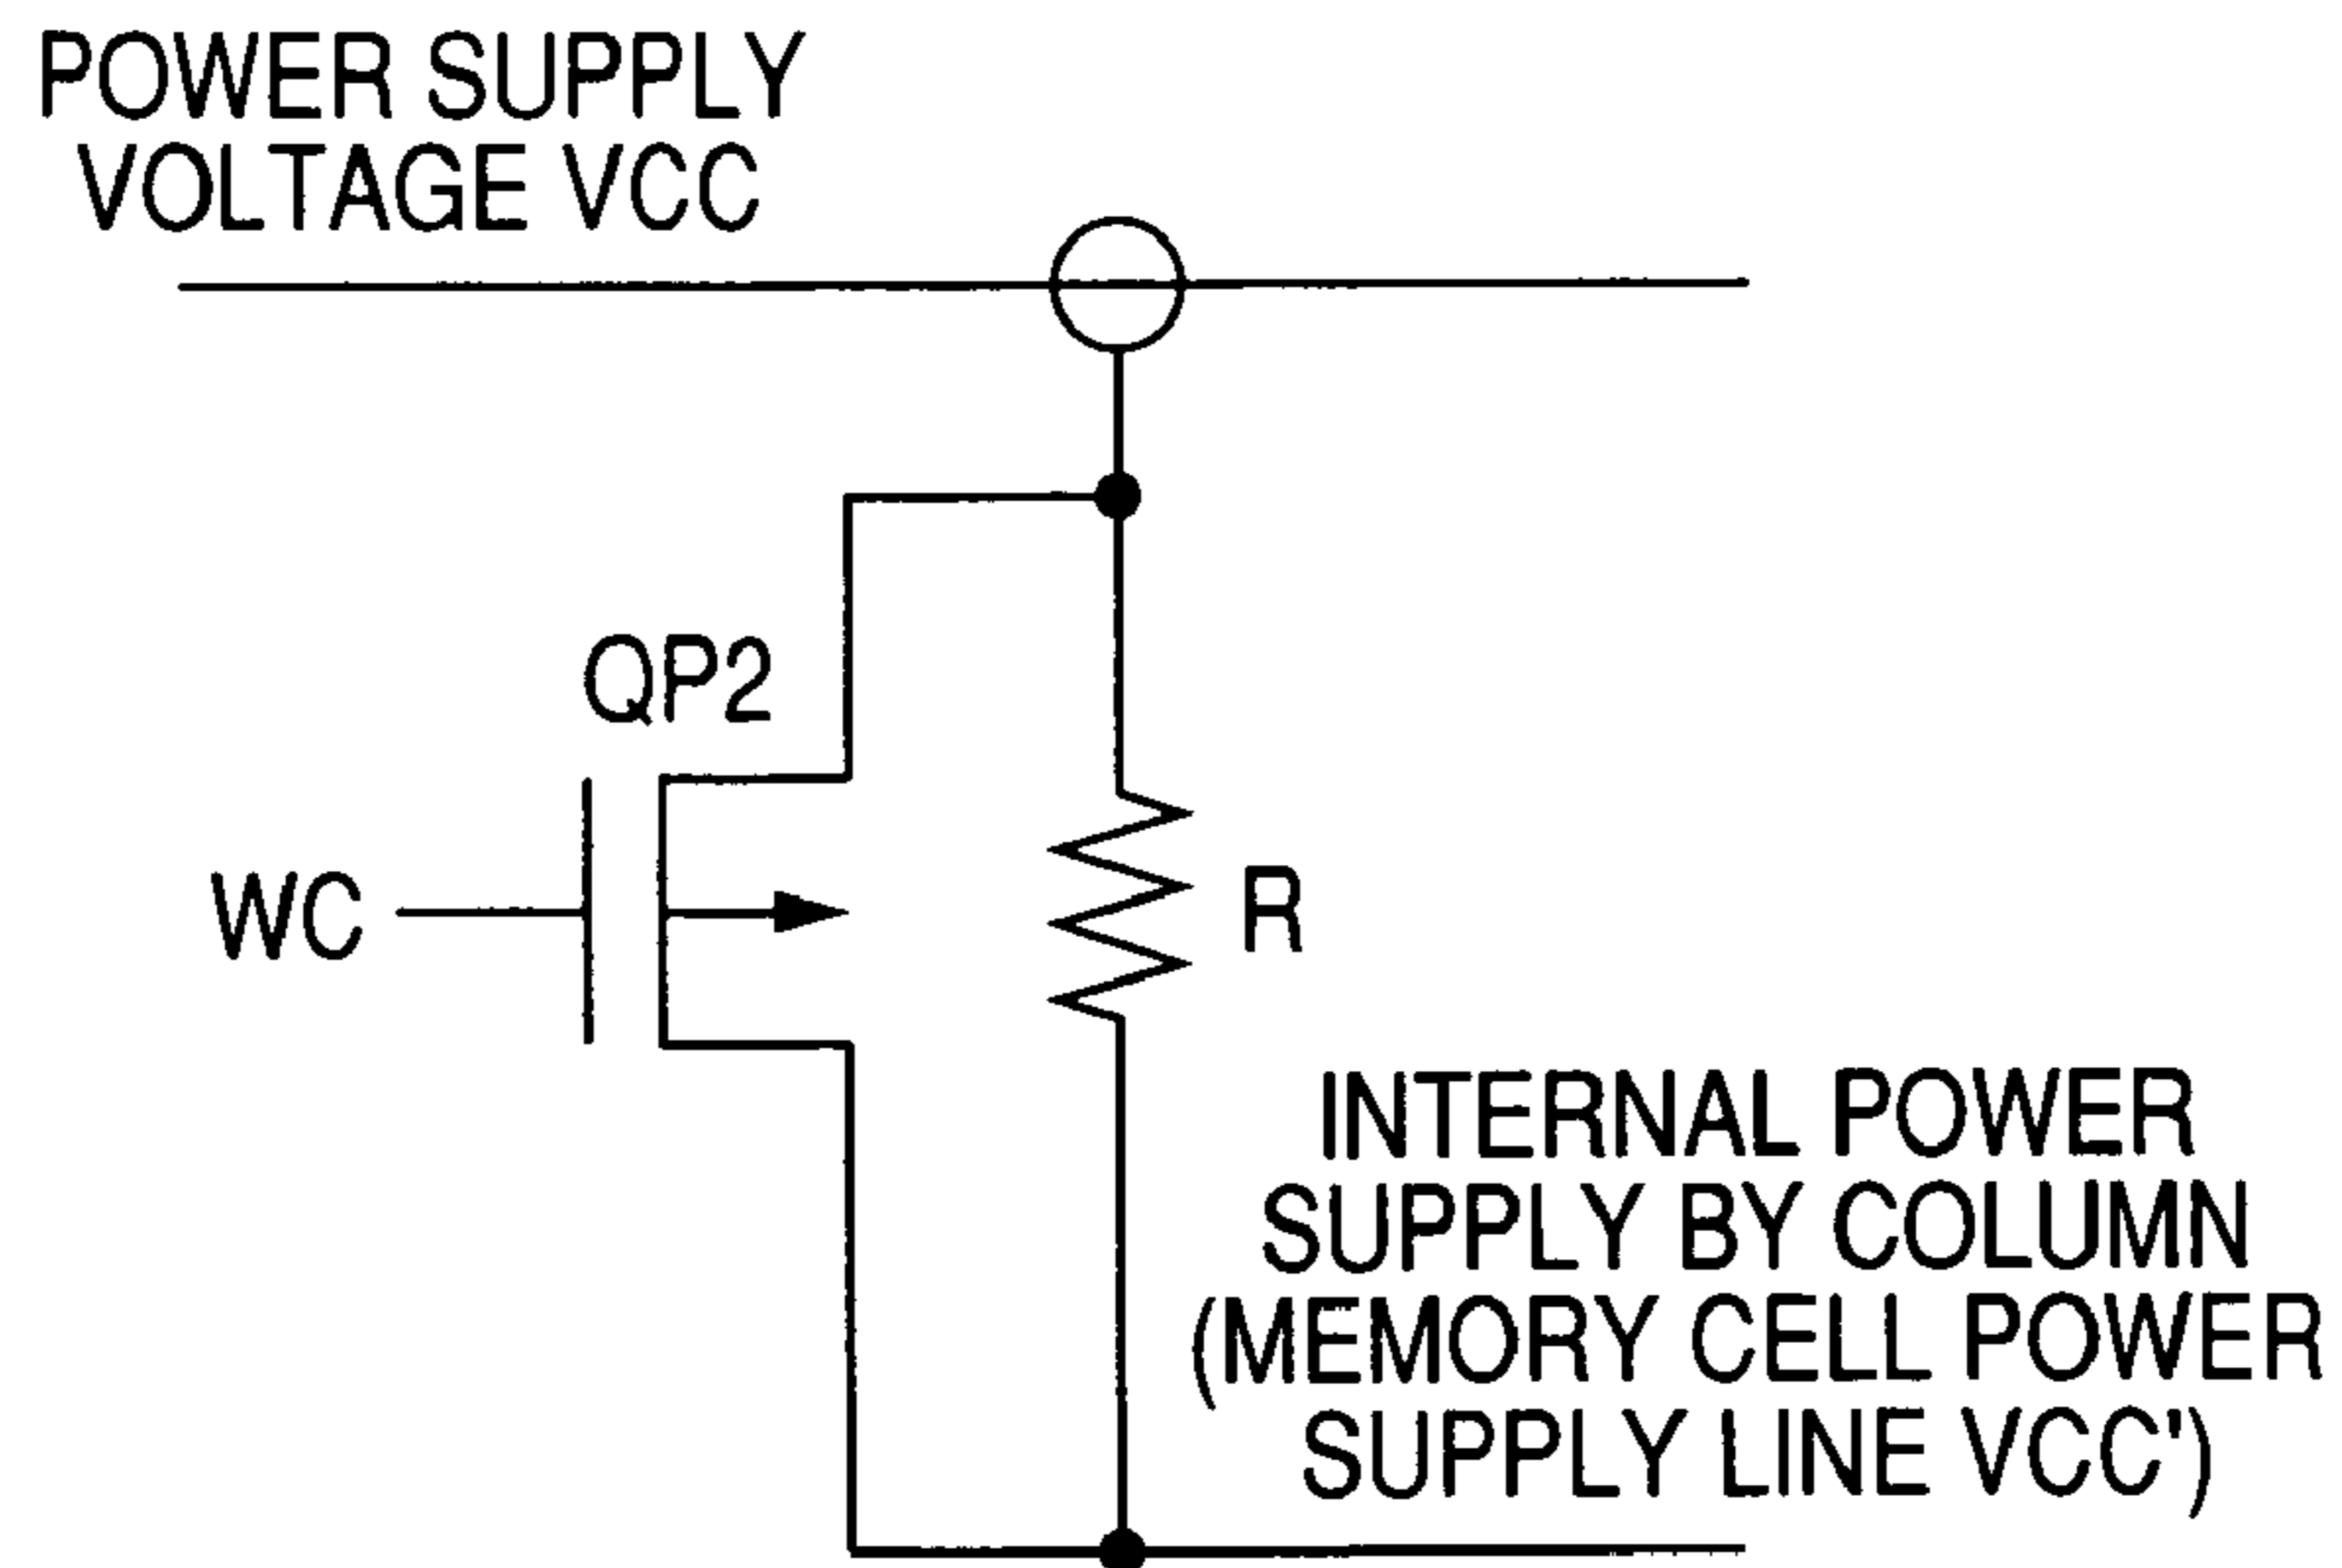 POWER SUPPLY
VOLTAGE VCC
QP2
WC
R
INTERNAL POWER
SUPPLY BY COLUMN
(MEMORY CELL POWER
SUPPLY LINE VCC')